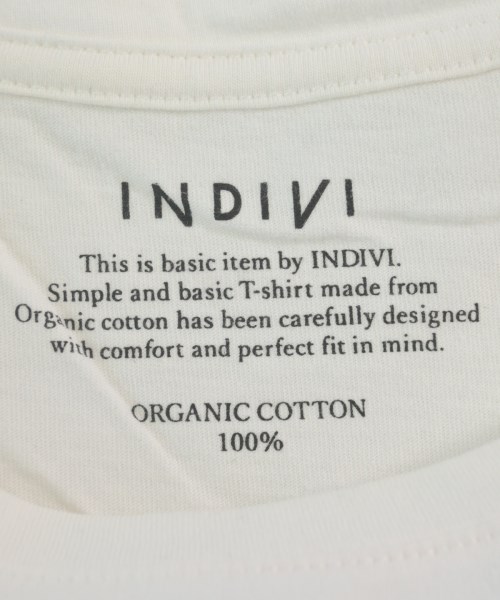 INDIVI
This is basic item by INDIVI.
Simple and basic T-shirt made from
Organic cotton has been carefully designed
with comfort and perfect fit in mind.
ORGANIC COTTON
100%